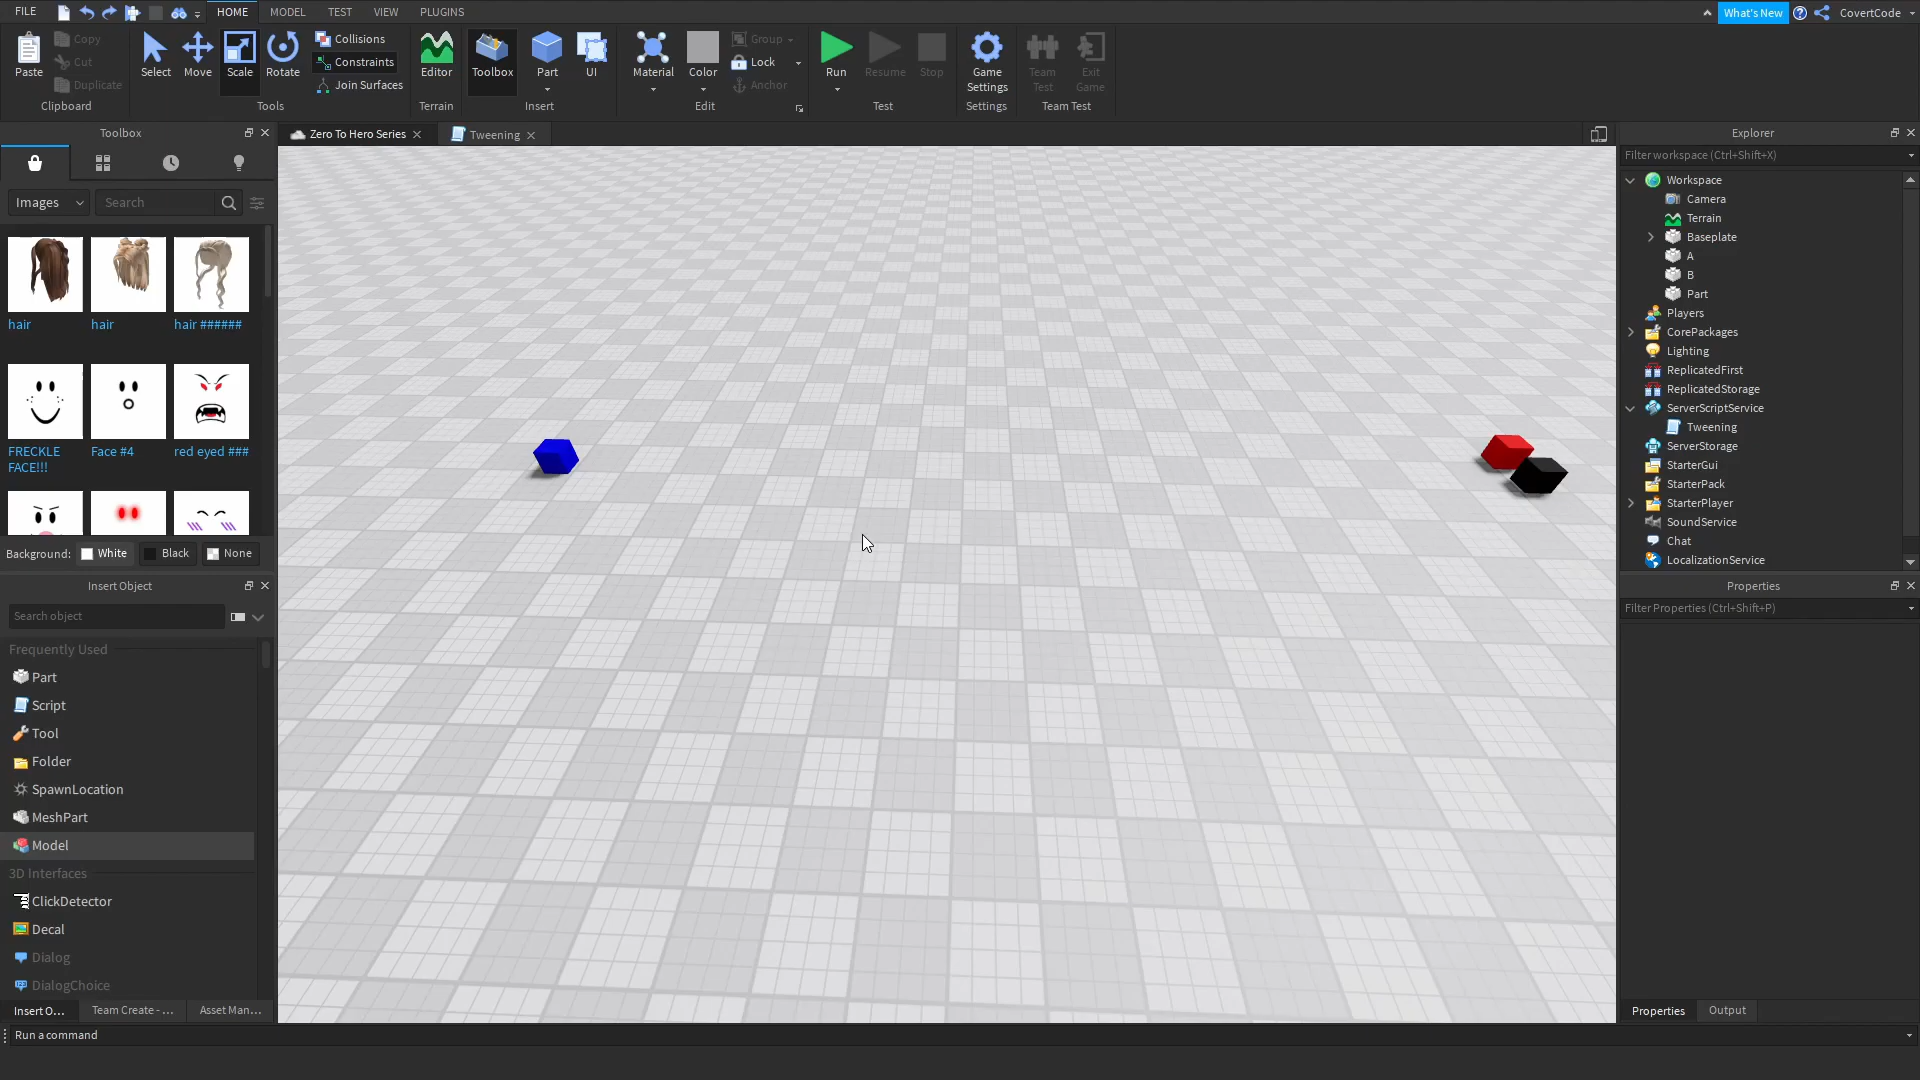 FILE HOME MODEL TEST VIEW PLUGINS What's New CovertCode
Paste
Copy
Cut
Duplicate
Clipboard
Select
Move
Scale
Rotate
Collisions
Constraints
Join Surfaces
Tools
Editor
Terrain
Toolbox
Part
UI
Insert
Material
Color
Group
Lock
Anchor
Edit
Run
Resume
Stop
Test
Game
Settings
Settings
Team
Test
Exit
Game
Team Test
Toolbox
Images
Search
hair
hair
hair ######
FRECKLE
FACE!!!
Face #4
red eyed ###
Background: White Black None
Insert Object
Search object
Frequently Used
Part
Script
Tool
Folder
SpawnLocation
MeshPart
Model
3D Interfaces
ClickDetector
Decal
Dialog
DialogChoice
Insert O... Team Create - ... Asset Man...
Run a command
Zero To Hero Series
Tweening
Explorer
Filter workspace (Ctrl+Shift+X)
Workspace
Camera
Terrain
Baseplate
A
B
Part
Players
CorePackages
Lighting
ReplicatedFirst
ReplicatedStorage
ServerScriptService
Tweening
ServerStorage
StarterGui
StarterPack
StarterPlayer
SoundService
Chat
LocalizationService
Properties
Filter Properties (Ctrl+Shift+P)
Properties Output